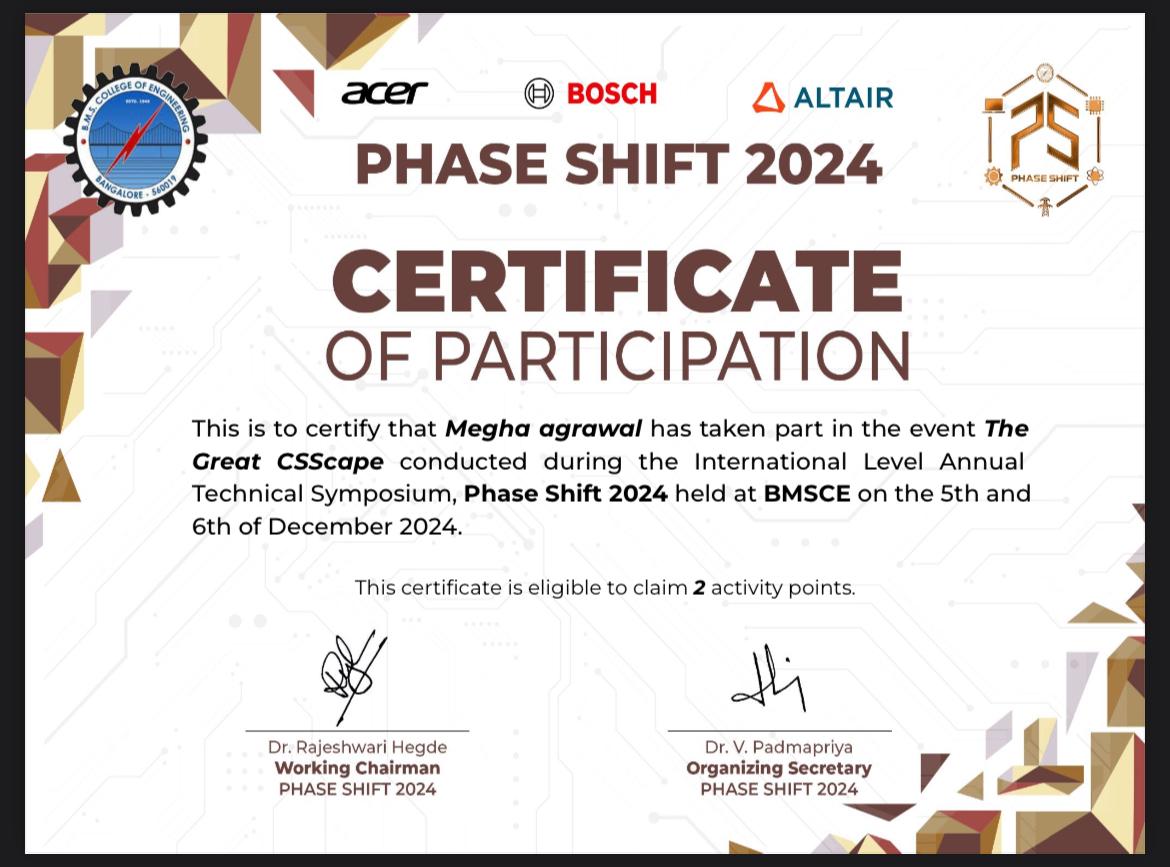 B.M.S. COLLEGE OF ENGINEERING
ESTD. 1946
BANGALORE - 560019
acer
BOSCH
ALTAIR
PS
PHASE SHIFT
PHASE SHIFT 2024
CERTIFICATE
OF PARTICIPATION
This is to certify that Megha agrawal has taken part in the event The
Great CSScape conducted during the International Level Annual
Technical Symposium, Phase Shift 2024 held at BMSCE on the 5th and
6th of December 2024.
This certificate is eligible to claim 2 activity points.
Dr. Rajeshwari Hegde
Working Chairman
PHASE SHIFT 2024
Dr. V. Padmapriya
Organizing Secretary
PHASE SHIFT 2024